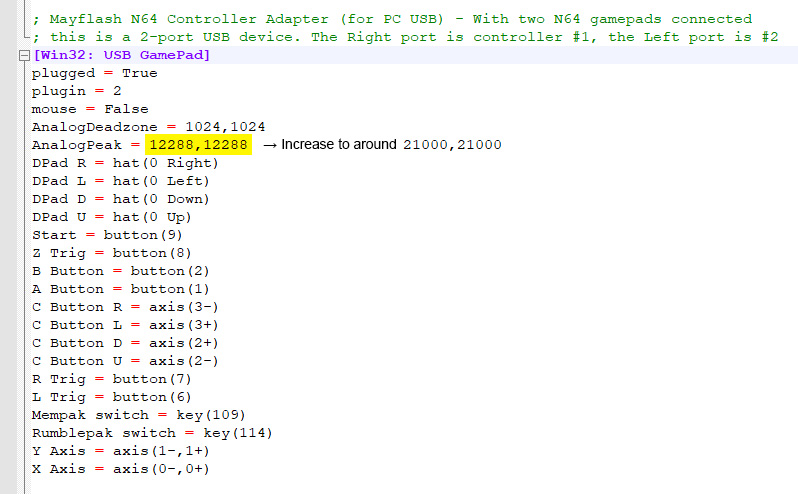 ; Mayflash N64 Controller Adapter (for PC USB) - With two N64 gamepads connected
; this is a 2-port USB device. The Right port is controller #1, the Left port is #2
[Win32: USB GamePad]
plugged = True
plugin = 2
mouse = False
AnalogDeadzone = 1024,1024
AnalogPeak = 12288,12288 → Increase to around 21000,21000
DPad R = hat(0 Right)
DPad L = hat(0 Left)
DPad D = hat(0 Down)
DPad U = hat(0 Up)
Start = button(9)
Z Trig = button(8)
B Button = button(2)
A Button = button(1)
C Button R = axis(3-)
C Button L = axis(3+)
C Button D = axis(2+)
C Button U = axis(2-)
R Trig = button(7)
L Trig = button(6)
Mempak switch = key(109)
Rumblepak switch = key(114)
Y Axis = axis(1-,1+)
X Axis = axis(0-,0+)